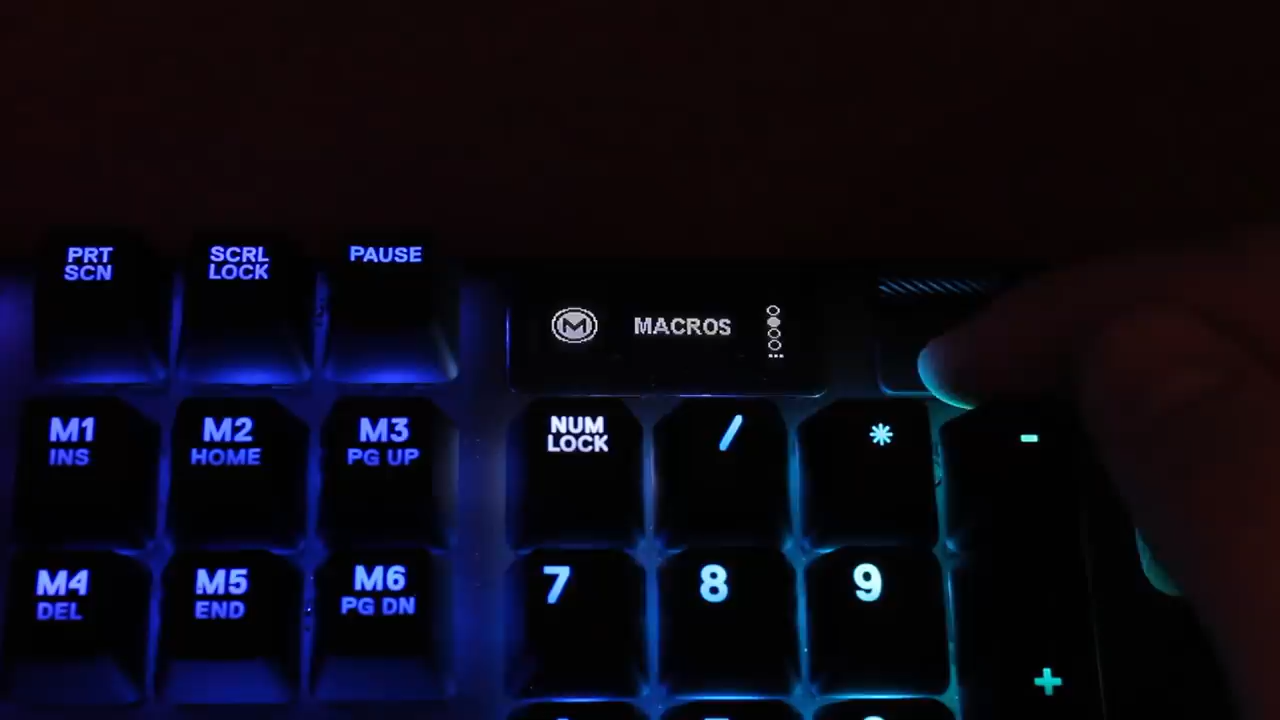 PRT
SCN
SCRL
LOCK
PAUSE
M
MACROS
M1
INS
M2
HOME
M3
PG UP
NUM
LOCK
/
*
-
M4
DEL
M5
END
M6
PG DN
7
8
9
+